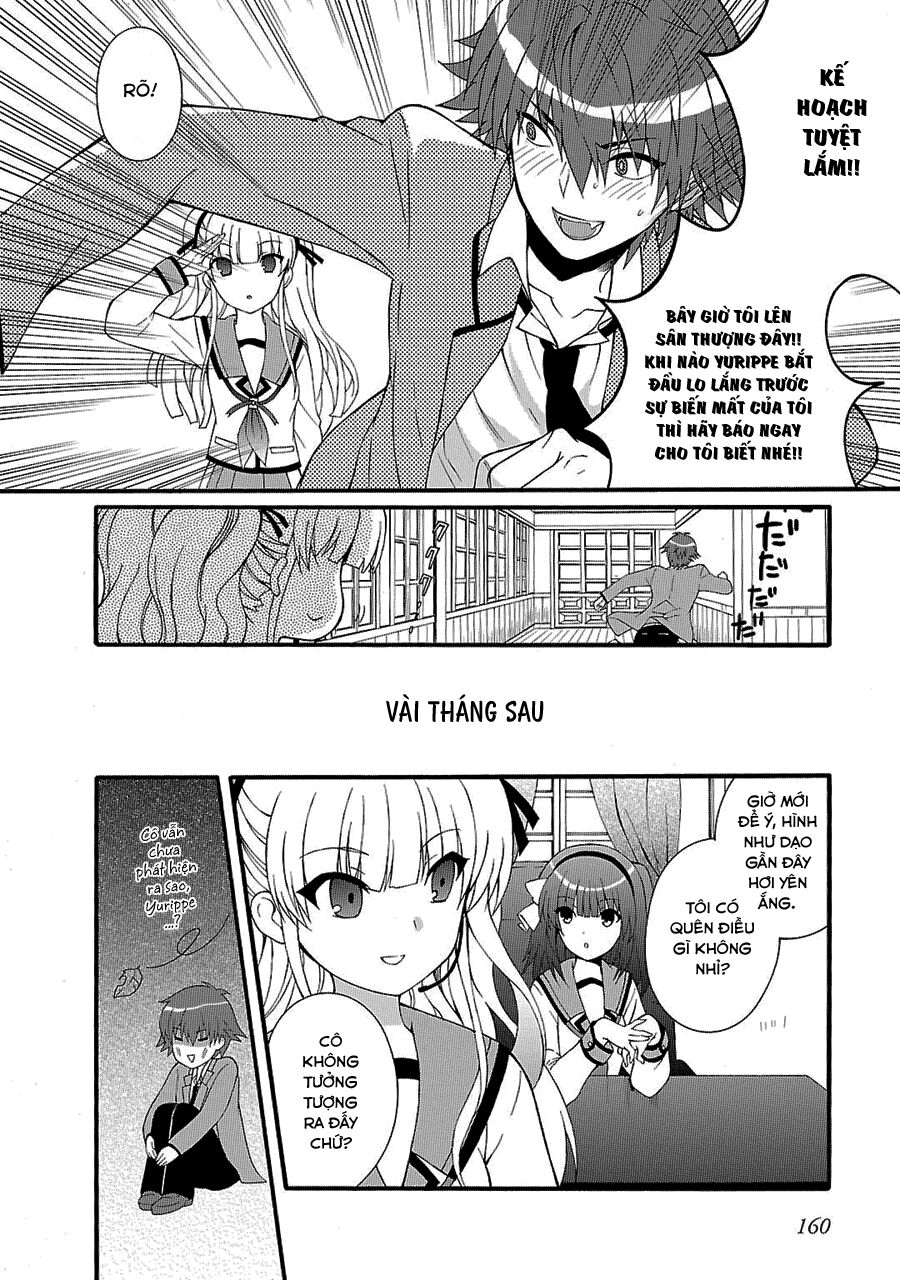 KẾ
HOẠCH
TUYỆT
LẮM!!
RÕ!
BÂY GIỜ TÔI LÊN
SÂN THƯỢNG ĐÂY!!
KHI NÀO YURIPPE BẮT
ĐẦU LO LẮNG TRƯỚC
SỰ BIẾN MẤT CỦA TÔI
THÌ HÃY BÁO NGAY
CHO TÔI BIẾT NHÉ!!
だだ
だだだ
VÀI THÁNG SAU
GIỜ MỚI
ĐỂ Ý, HÌNH
NHƯ DẠO
GẦN ĐÂY
HƠI YÊN
ẮNG.
TÔI CÓ
QUÊN ĐIỀU
GÌ KHÔNG
NHỈ?
CÔ
KHÔNG
TƯỞNG
TƯỢNG
RA ĐẤY
CHỨ?
Cô vẫn
chưa
phát hiện
ra sao,
Yurippe
...?
160